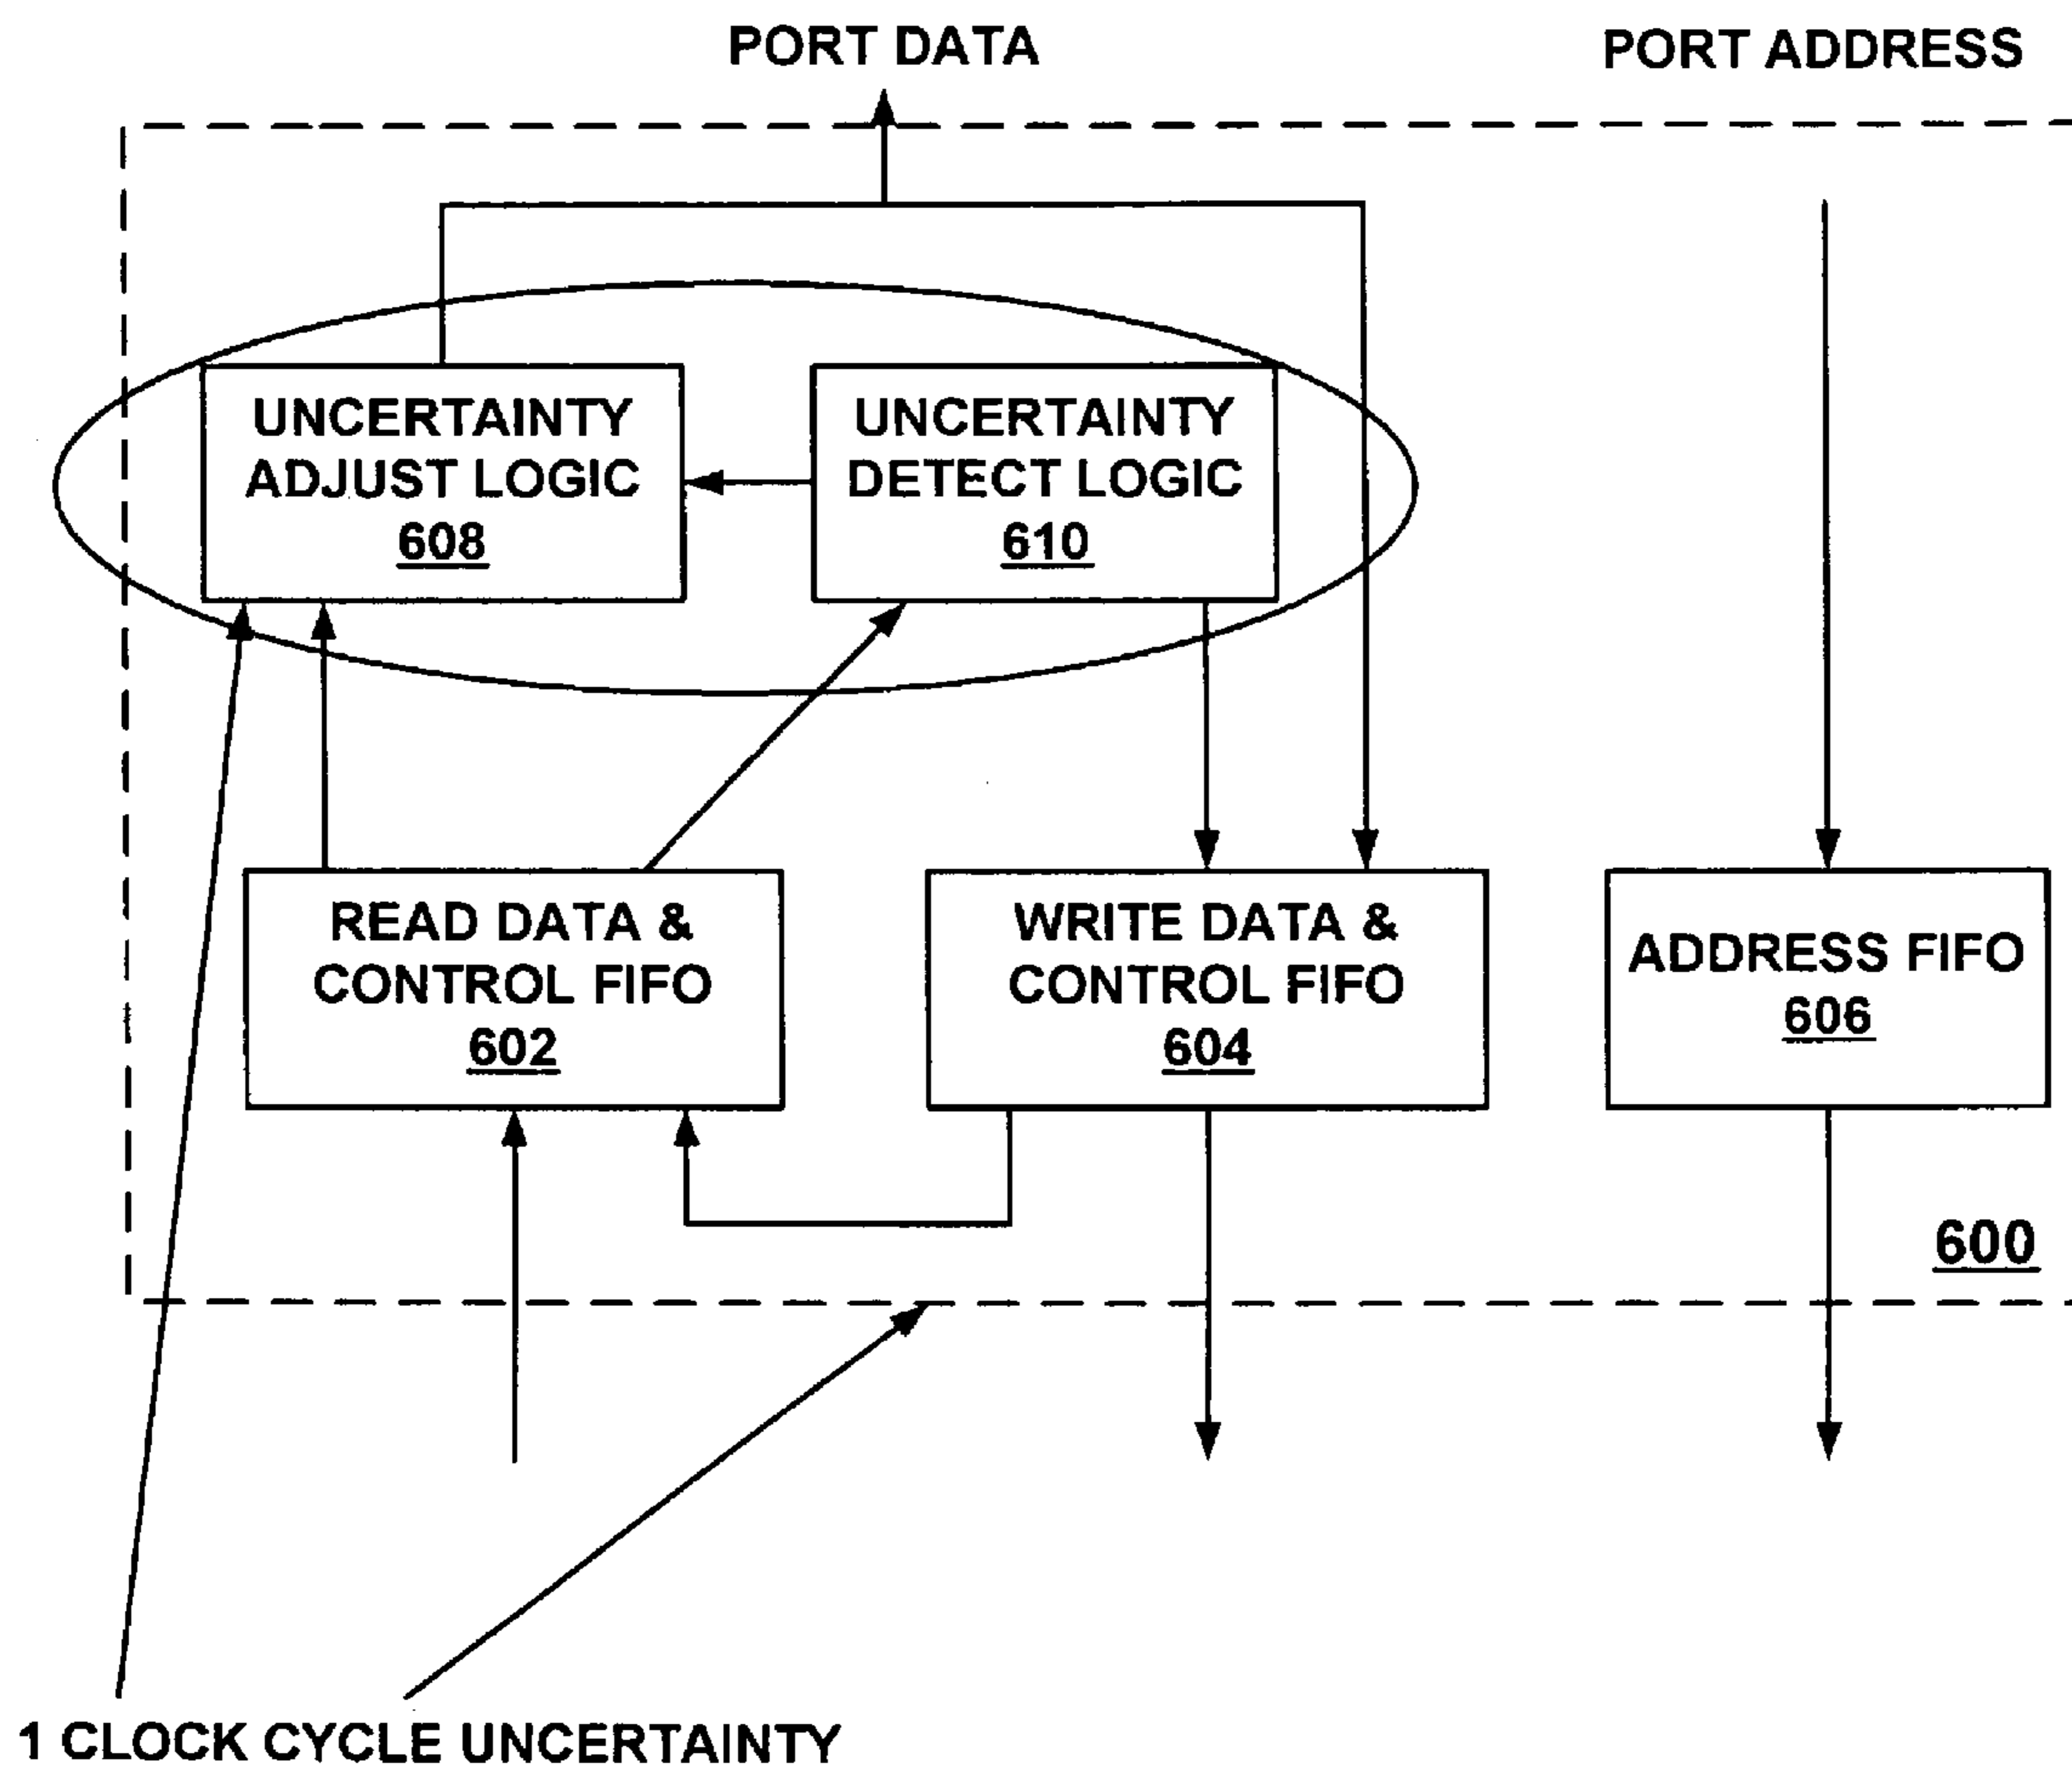 PORT DATA
PORT ADDRESS
UNCERTAINTY
ADJUST LOGIC
608
UNCERTAINTY
DETECT LOGIC
610
READ DATA &
CONTROL FIFO
602
WRITE DATA &
CONTROL FIFO
604
ADDRESS FIFO
606
600
1 CLOCK CYCLE UNCERTAINTY